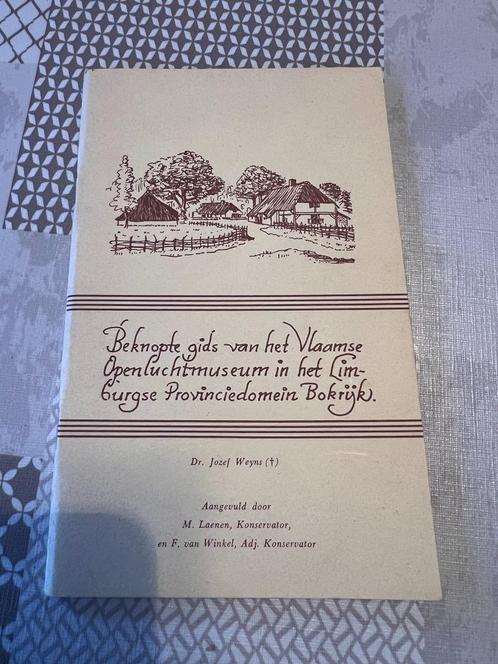 Beknopte gids van het Vlaamse
Openluchtmuseum in het Lim-
burgse Provinciedomein Bokrijk.
Dr. Jozef Weyns (†)
Aangevuld door
M. Laenen, Konservator,
en F. van Winkel, Adj. Konservator